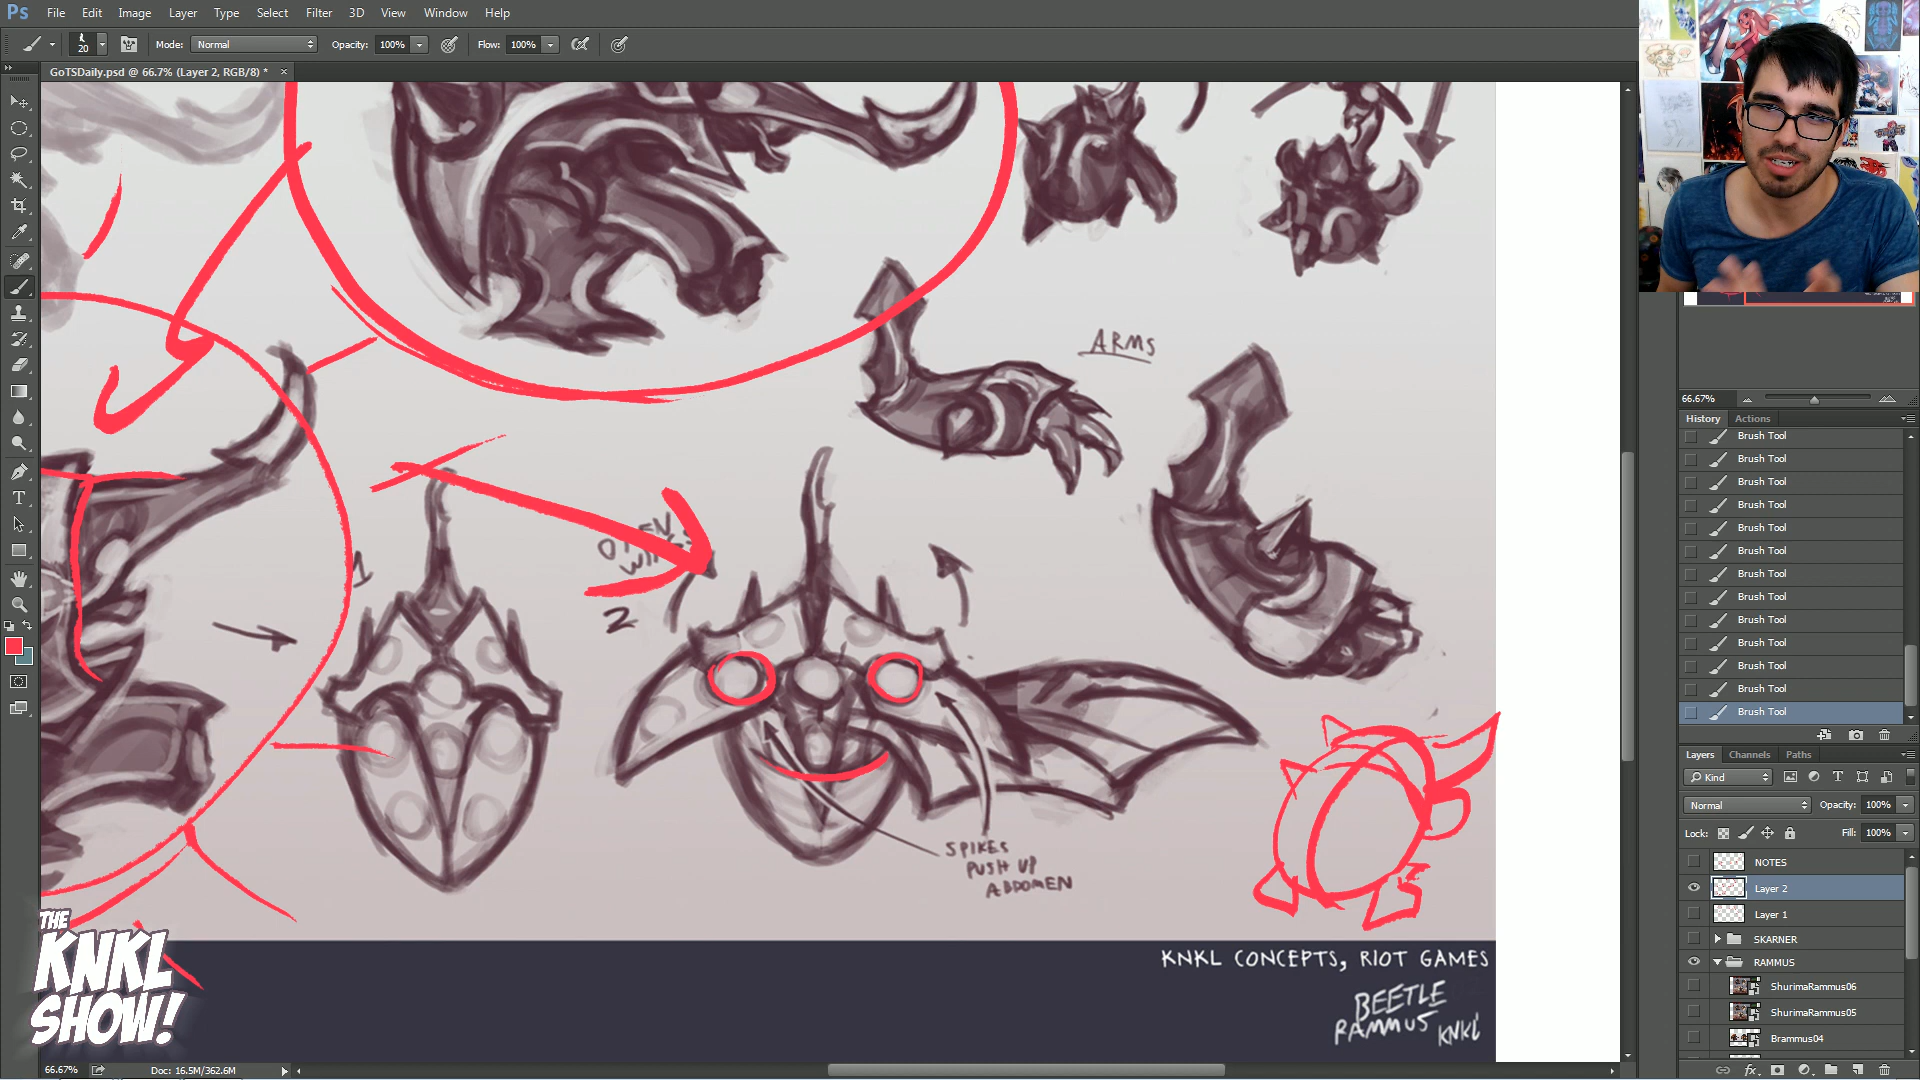 Ps File Edit Image Layer Type Select Filter 3D View Window Help
20 Mode: Normal Opacity: 100% Flow: 100%
GoTSDaily.psd @ 66.7% (Layer 2, RGB/8) *
ARMS
OPEN
1
2
SPIKES
PUSH UP
ABDOMEN
KNKL CONCEPTS, RIOT GAMES
BEETLE
RAMMUS KNKL
THE
KNKL
SHOW!
66.67% Doc: 16.5M/362.6M
66.67%
History Actions
Brush Tool
Brush Tool
Brush Tool
Brush Tool
Brush Tool
Brush Tool
Brush Tool
Brush Tool
Brush Tool
Brush Tool
Brush Tool
Brush Tool
Brush Tool
Layers Channels Paths
Kind
Normal Opacity: 100%
Lock: Fill: 100%
NOTES
Layer 2
Layer 1
SKARNER
RAMMUS
ShurimaRammus06
ShurimaRammus05
Brammus04